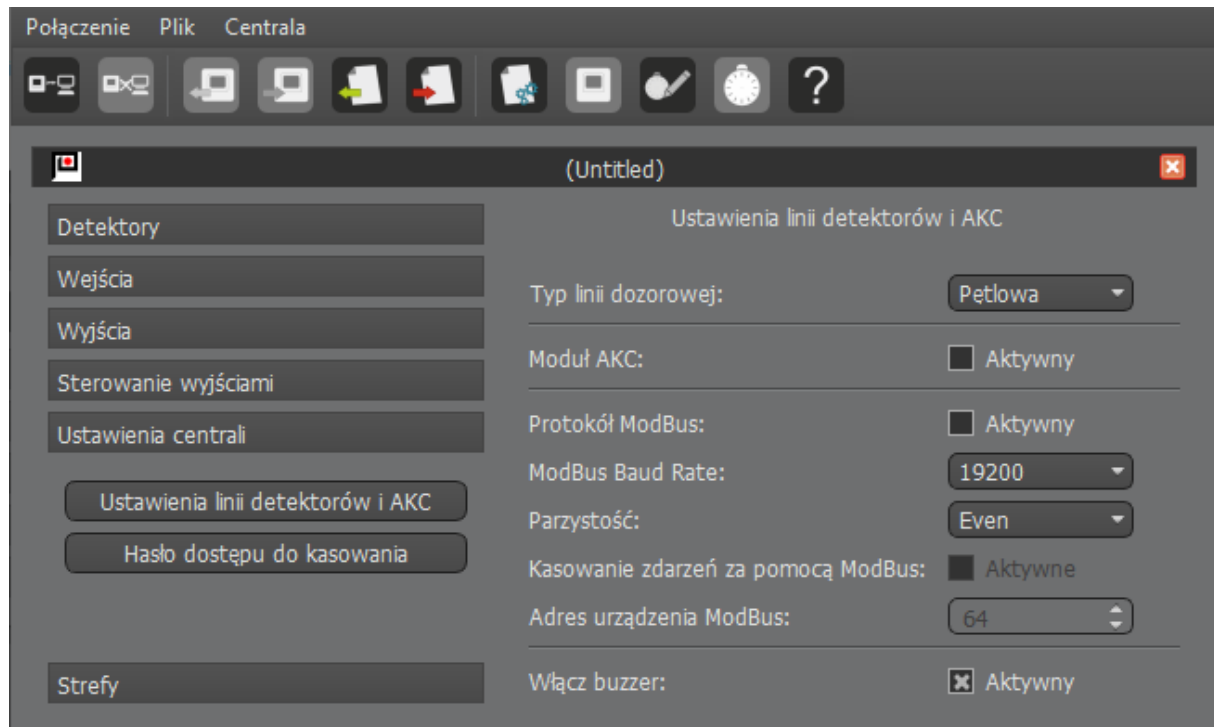 Połączenie Plik Centrala
?
(Untitled)
Detektory
Wejścia
Wyjścia
Sterowanie wyjściami
Ustawienia centrali
Ustawienia linii detektorów i AKC
Hasło dostępu do kasowania
Strefy
Ustawienia linii detektorów i AKC
Typ linii dozorowej: Pętlowa
Moduł AKC: Aktywny
Protokół ModBus: Aktywny
ModBus Baud Rate: 19200
Parzystość: Even
Kasowanie zdarzeń za pomocą ModBus: Aktywne
Adres urządzenia ModBus: 64
Włącz buzzer: Aktywny